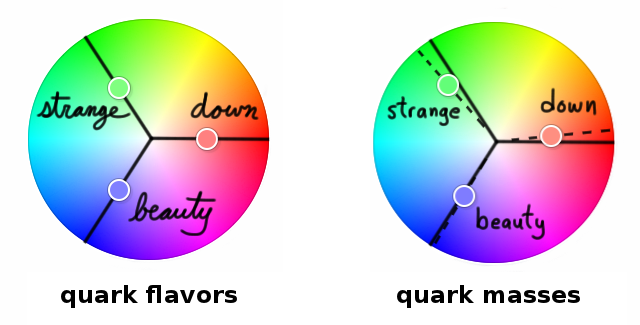 strange
down
beauty
quark flavors
strange
down
beauty
quark masses